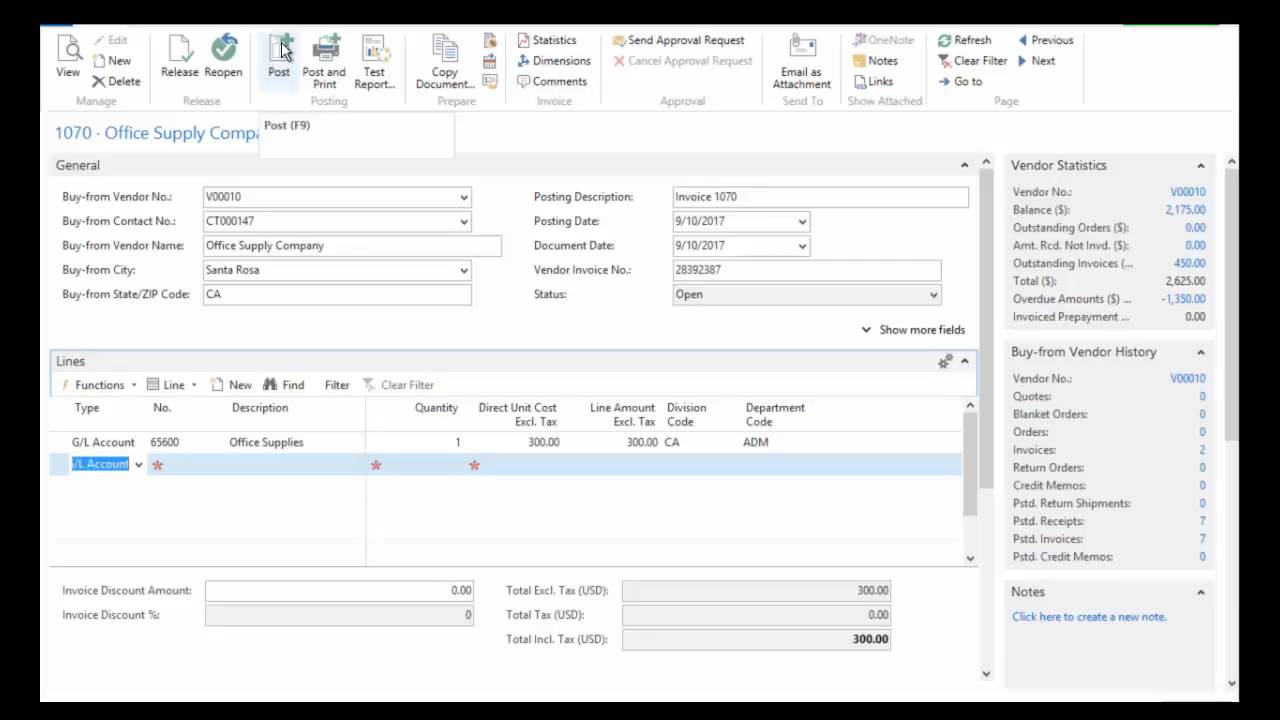 Edit
New
Delete
View
Manage
Release
Reopen
Release
Post
Post and Print
Test Report...
Posting
Copy Document...
Prepare
Statistics
Dimensions
Comments
Invoice
Send Approval Request
Cancel Approval Request
Approval
Email as Attachment
Send To
OneNote
Notes
Links
Show Attached
Refresh
Clear Filter
Go to
Previous
Next
Page
1070 · Office Supply Compa
Post (F9)
General
Buy-from Vendor No.: V00010
Buy-from Contact No.: CT000147
Buy-from Vendor Name: Office Supply Company
Buy-from City: Santa Rosa
Buy-from State/ZIP Code: CA
Posting Description: Invoice 1070
Posting Date: 9/10/2017
Document Date: 9/10/2017
Vendor Invoice No.: 28392387
Status: Open
Show more fields
Lines
Functions Line New Find Filter Clear Filter
Type No. Description Quantity Direct Unit Cost Excl. Tax Line Amount Excl. Tax Division Code Department Code
G/L Account 65600 Office Supplies 1 300.00 300.00 CA ADM
/L Account * * *
Invoice Discount Amount: 0.00
Invoice Discount %: 0
Total Excl. Tax (USD): 300.00
Total Tax (USD): 0.00
Total Incl. Tax (USD): 300.00
Vendor Statistics
Vendor No.: V00010
Balance ($): 2,175.00
Outstanding Orders ($): 0.00
Amt. Rcd. Not Invd. ($): 0.00
Outstanding Invoices (... 450.00
Total ($): 2,625.00
Overdue Amounts ($) ... -1,350.00
Invoiced Prepayment ... 0.00
Buy-from Vendor History
Vendor No.: V00010
Quotes: 0
Blanket Orders: 0
Orders: 0
Invoices: 2
Return Orders: 0
Credit Memos: 0
Pstd. Return Shipments: 0
Pstd. Receipts: 7
Pstd. Invoices: 7
Pstd. Credit Memos: 0
Notes
Click here to create a new note.